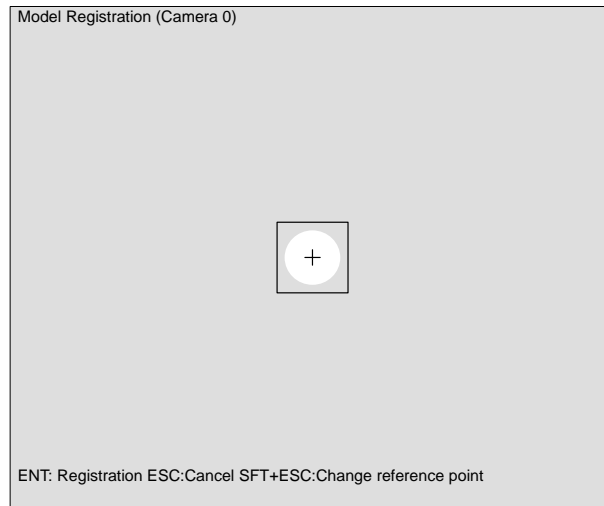 Model Registration (Camera 0)
ENT: Registration ESC:Cancel SFT+ESC:Change reference point